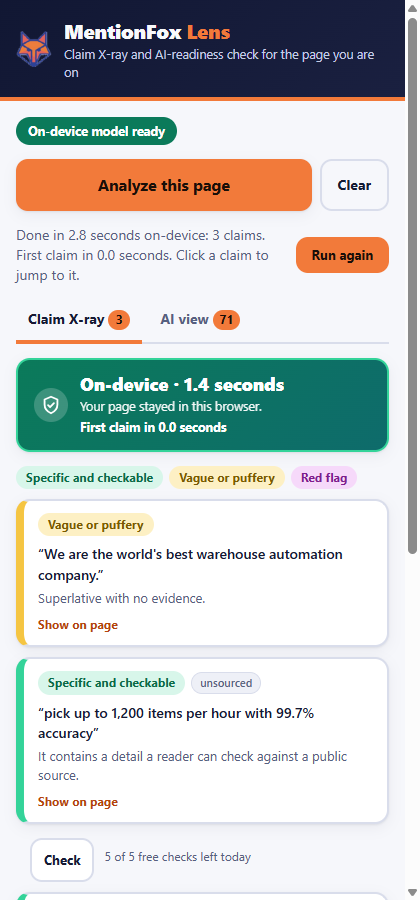 MentionFox Lens
Claim X-ray and AI-readiness check for the page you are
on
On-device model ready
Analyze this page
Clear
Done in 2.8 seconds on-device: 3 claims.
First claim in 0.0 seconds. Click a claim to
jump to it.
Run again
Claim X-ray 3
AI view 71
On-device · 1.4 seconds
Your page stayed in this browser.
First claim in 0.0 seconds
Specific and checkable
Vague or puffery
Red flag
Vague or puffery
“We are the world's best warehouse automation
company.”
Superlative with no evidence.
Show on page
Specific and checkable
unsourced
“pick up to 1,200 items per hour with 99.7%
accuracy”
It contains a detail a reader can check against a public
source.
Show on page
Check
5 of 5 free checks left today